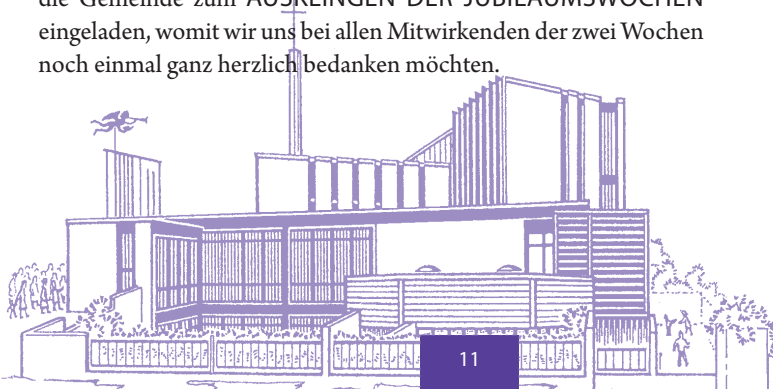 die Gemeinde zum AUSKLINGEN DER JUBILÄUMSWOCHEN
eingeladen, womit wir uns bei allen Mitwirkenden der zwei Wochen
noch einmal ganz herzlich bedanken möchten.
11